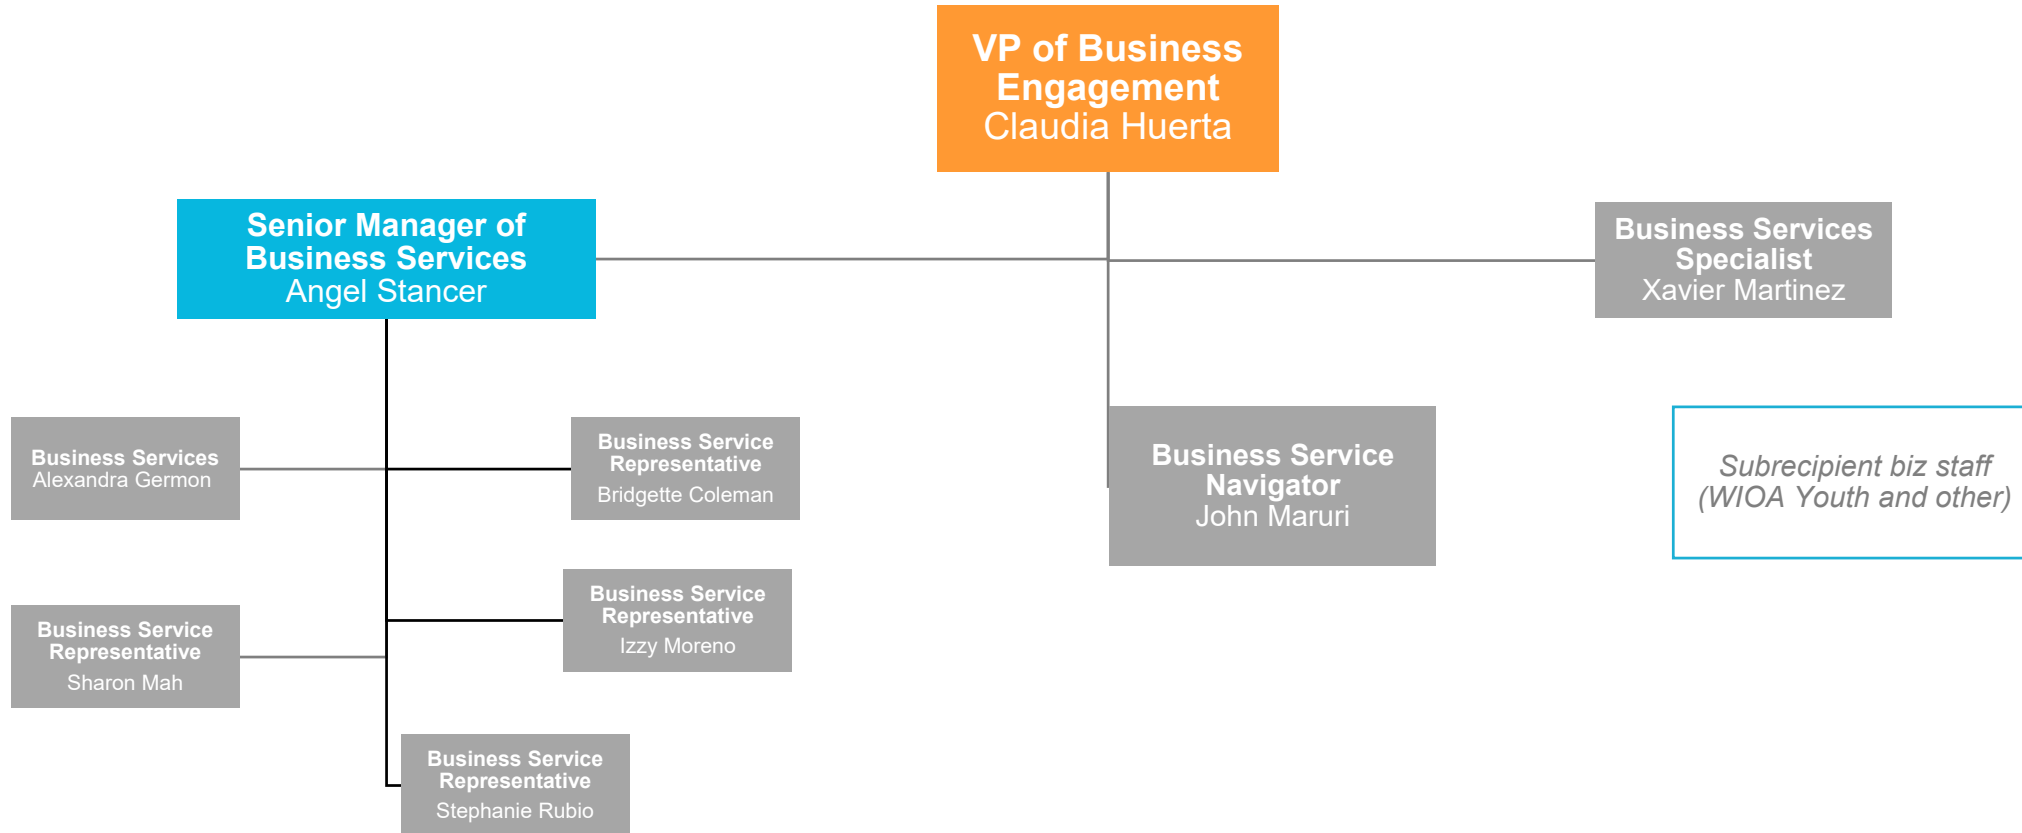 VP of Business
Engagement
Claudia Huerta
Senior Manager of
Business Services
Angel Stancer
Business Services
Specialist
Xavier Martinez
Business Services
Alexandra Germon
Business Service
Representative
Bridgette Coleman
Business Service
Navigator
John Maruri
Subrecipient biz staff
(WIOA Youth and other)
Business Service
Representative
Sharon Mah
Business Service
Representative
Izzy Moreno
Business Service
Representative
Stephanie Rubio